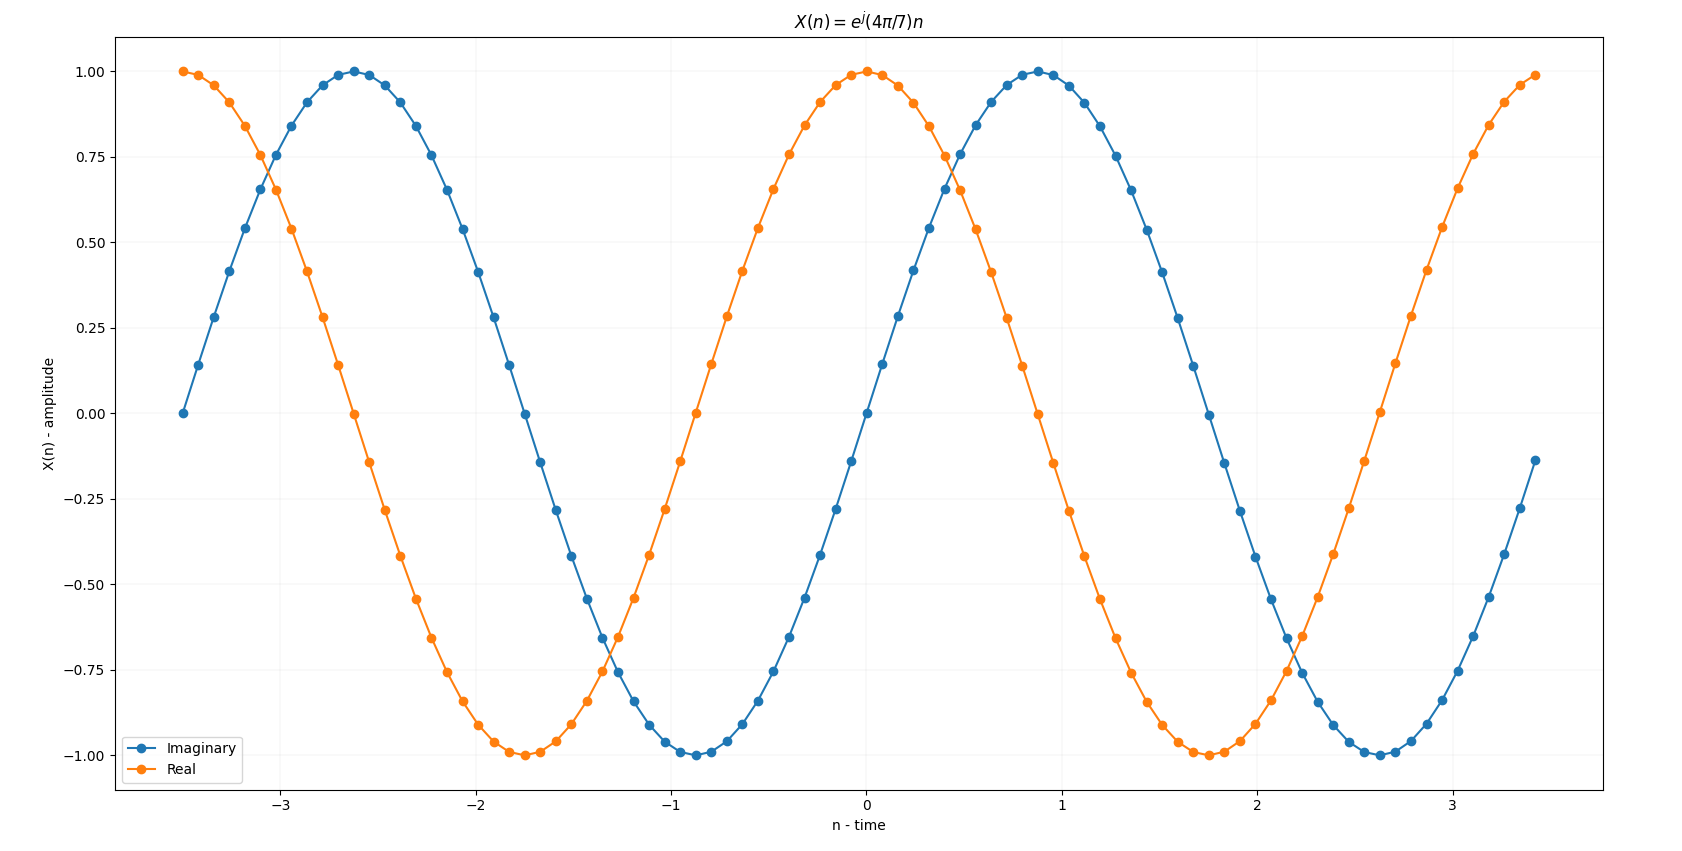 X(n) = e^j(4π/7)n
1.00
0.75
0.50
0.25
0.00
−0.25
−0.50
−0.75
−1.00
X(n) - amplitude
Imaginary
Real
−3 −2 −1 0 1 2 3
n - time